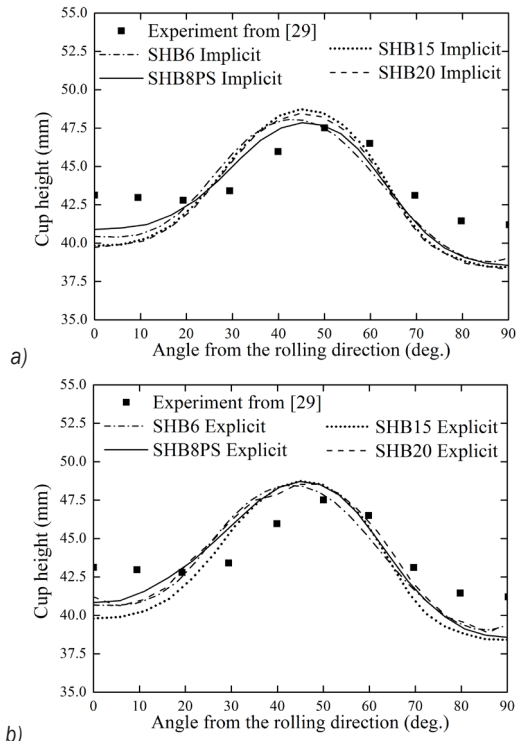 55.0
52.5
50.0
47.5
45.0
42.5
40.0
37.5
35.0
Cup height (mm)
Experiment from [29]
SHB6 Implicit
SHB8PS Implicit
SHB15 Implicit
SHB20 Implicit
0 10 20 30 40 50 60 70 80 90
Angle from the rolling direction (deg.)
a)
55.0
52.5
50.0
47.5
45.0
42.5
40.0
37.5
35.0
Cup height (mm)
Experiment from [29]
SHB6 Explicit
SHB8PS Explicit
SHB15 Explicit
SHB20 Explicit
0 10 20 30 40 50 60 70 80 90
Angle from the rolling direction (deg.)
b)